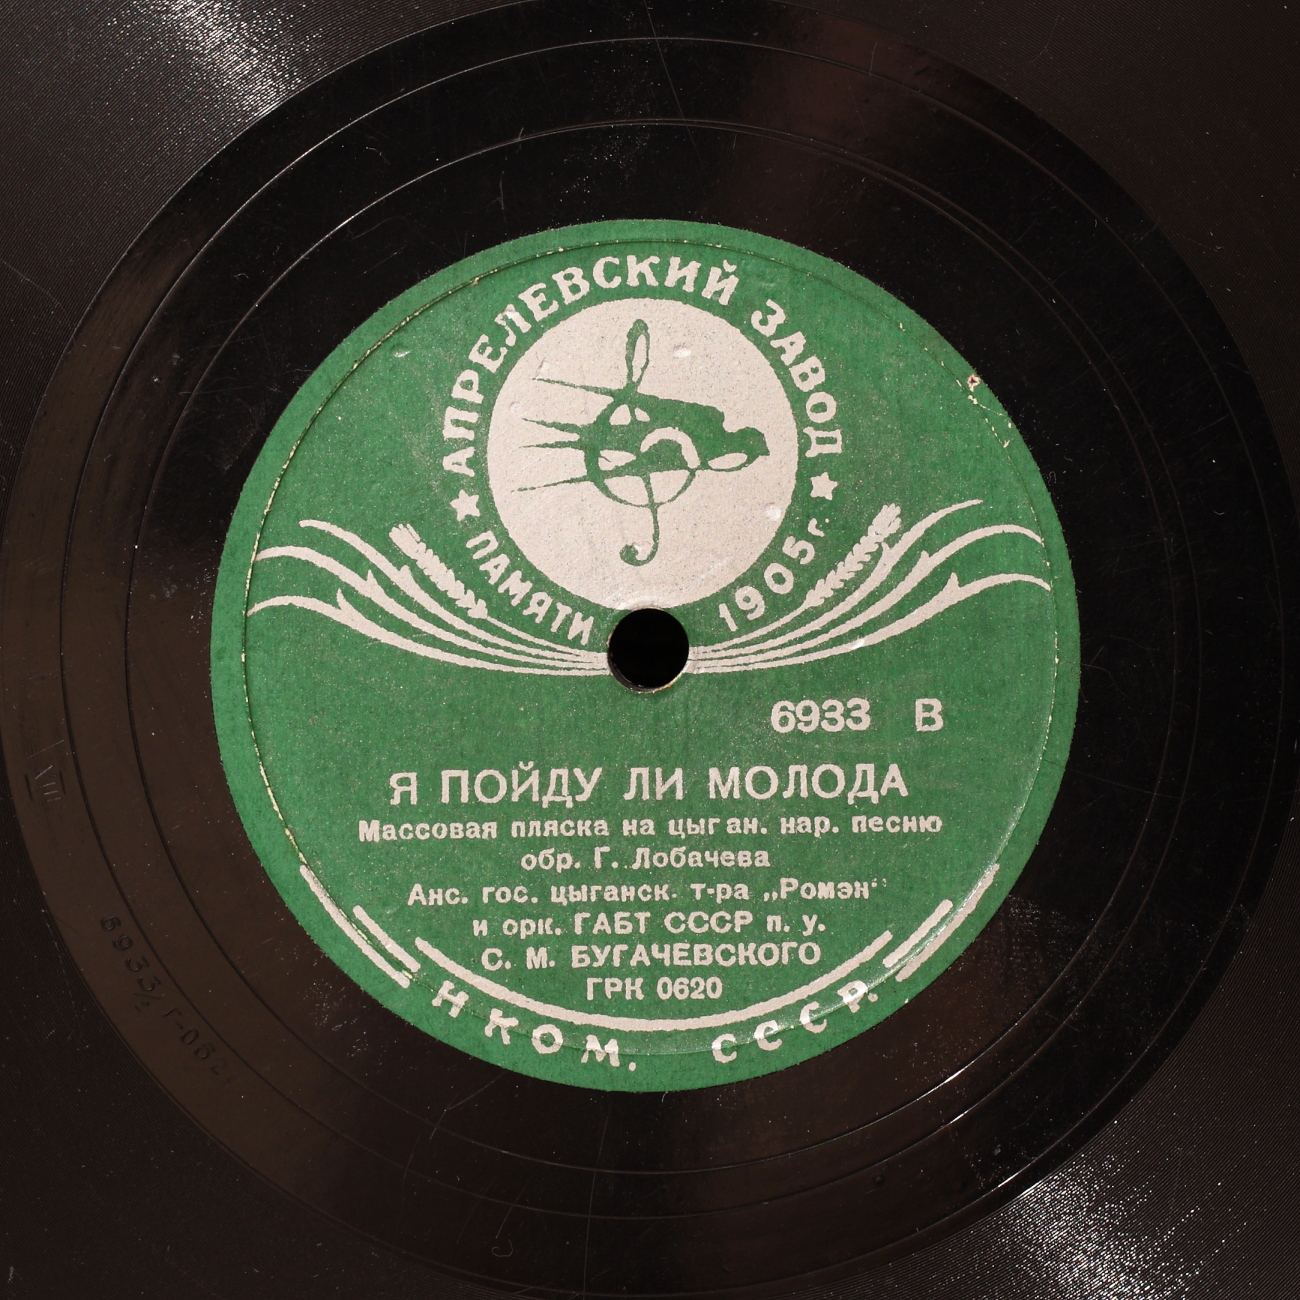 АПРЕЛЕВСКИЙ ЗАВОД
ПАМЯТИ 1905 г.
6933 В
Я ПОЙДУ ЛИ МОЛОДА
Массовая пляска на цыган. нар. песню
обр. Г. Лобачева
Анс. гос. цыганск. т-ра „Ромэн“
и орк. ГАБТ СССР п. у.
С. М. БУГАЧЕВСКОГО
ГРК 0620
НКОМ. СССР.
VIII